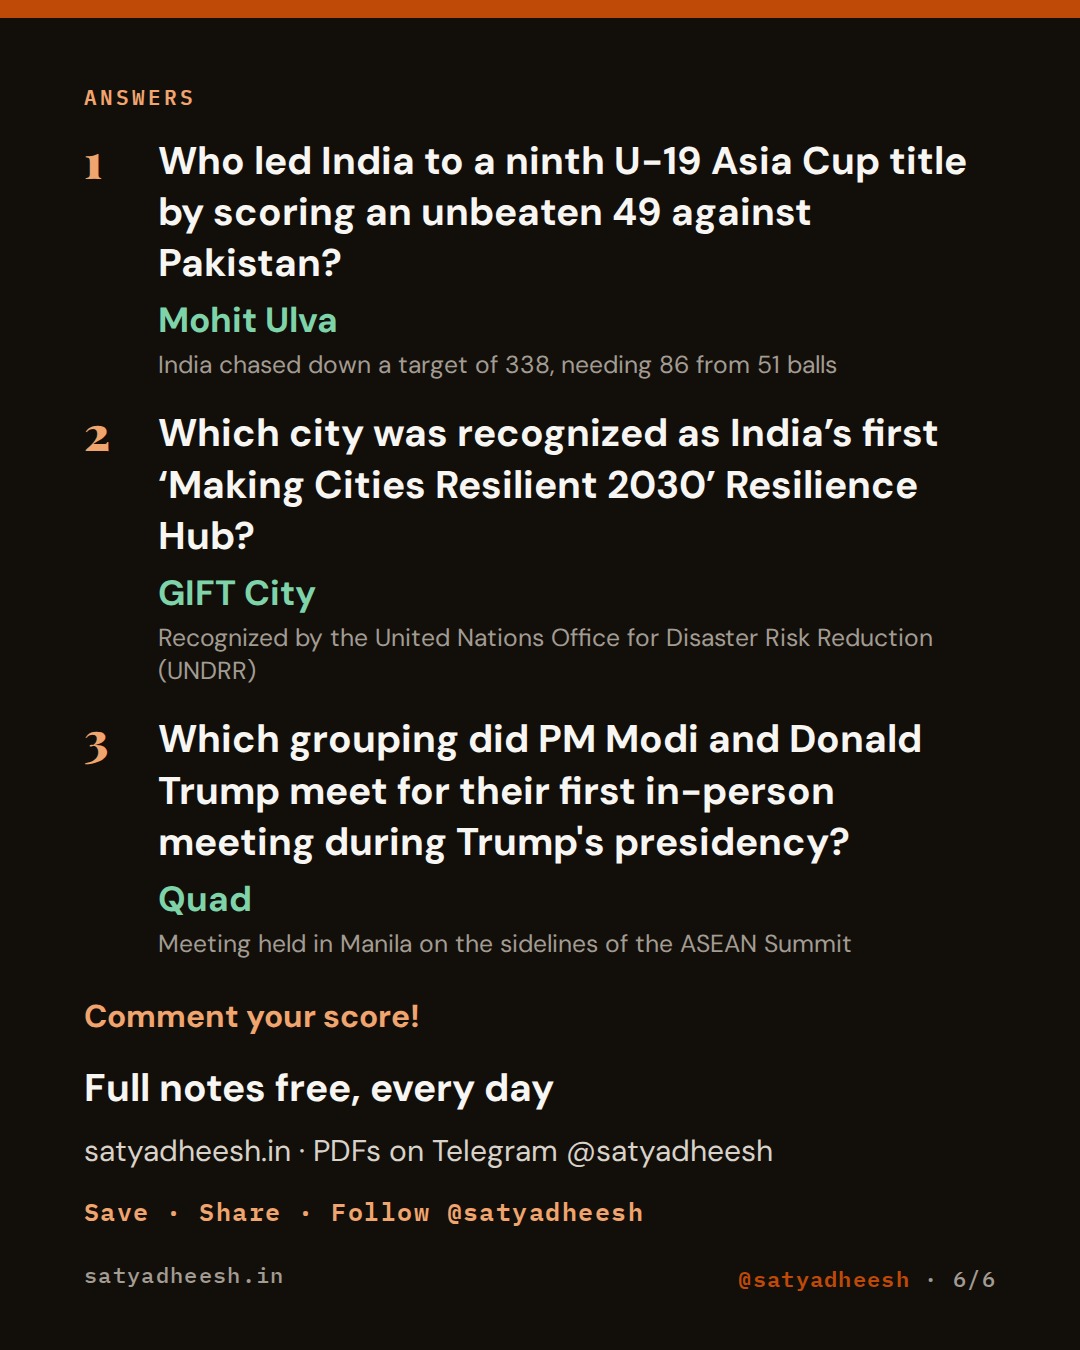 ANSWERS
1
Who led India to a ninth U-19 Asia Cup title
by scoring an unbeaten 49 against
Pakistan?
Mohit Ulva
India chased down a target of 338, needing 86 from 51 balls
2
Which city was recognized as India’s first
‘Making Cities Resilient 2030’ Resilience
Hub?
GIFT City
Recognized by the United Nations Office for Disaster Risk Reduction
(UNDRR)
3
Which grouping did PM Modi and Donald
Trump meet for their first in-person
meeting during Trump's presidency?
Quad
Meeting held in Manila on the sidelines of the ASEAN Summit
Comment your score!
Full notes free, every day
satyadheesh.in · PDFs on Telegram @satyadheesh
Save · Share · Follow @satyadheesh
satyadheesh.in
@satyadheesh · 6/6